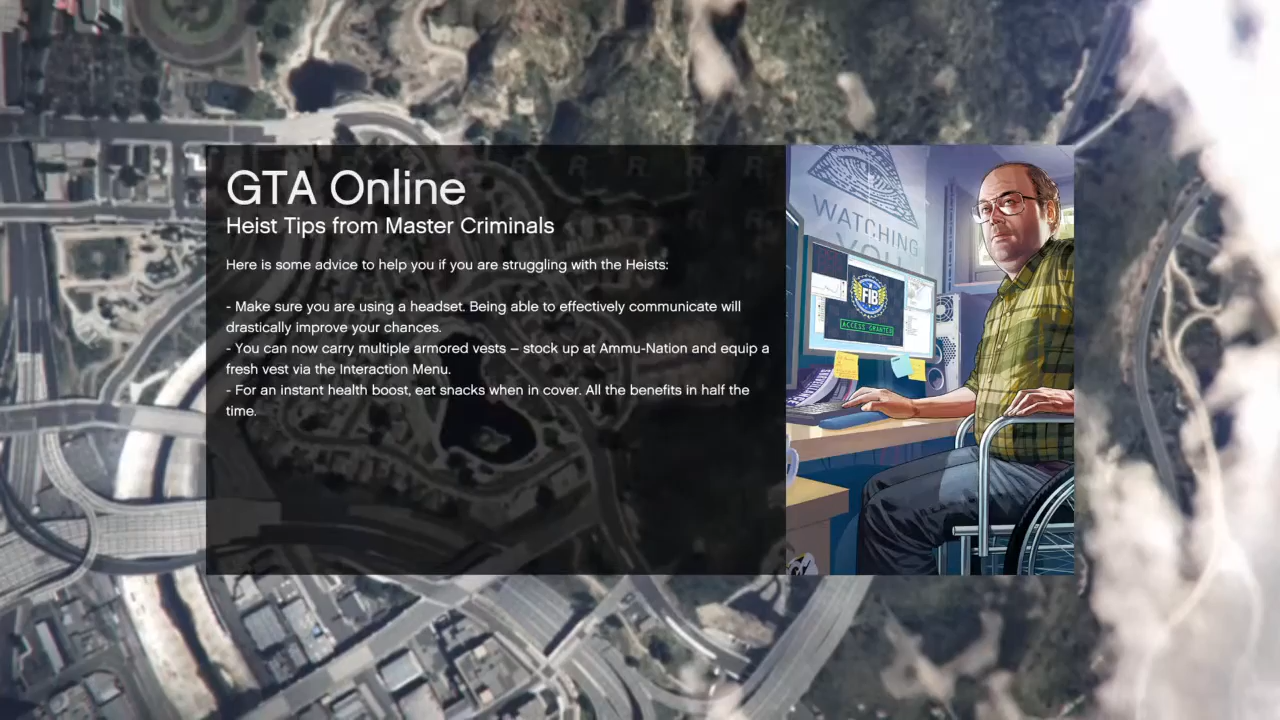 GTA Online
Heist Tips from Master Criminals
Here is some advice to help you if you are struggling with the Heists:
- Make sure you are using a headset. Being able to effectively communicate will
drastically improve your chances.
- You can now carry multiple armored vests – stock up at Ammu-Nation and equip a
fresh vest via the Interaction Menu.
- For an instant health boost, eat snacks when in cover. All the benefits in half the
time.
WATCHING
YOU
FIB
ACCESS GRANTED